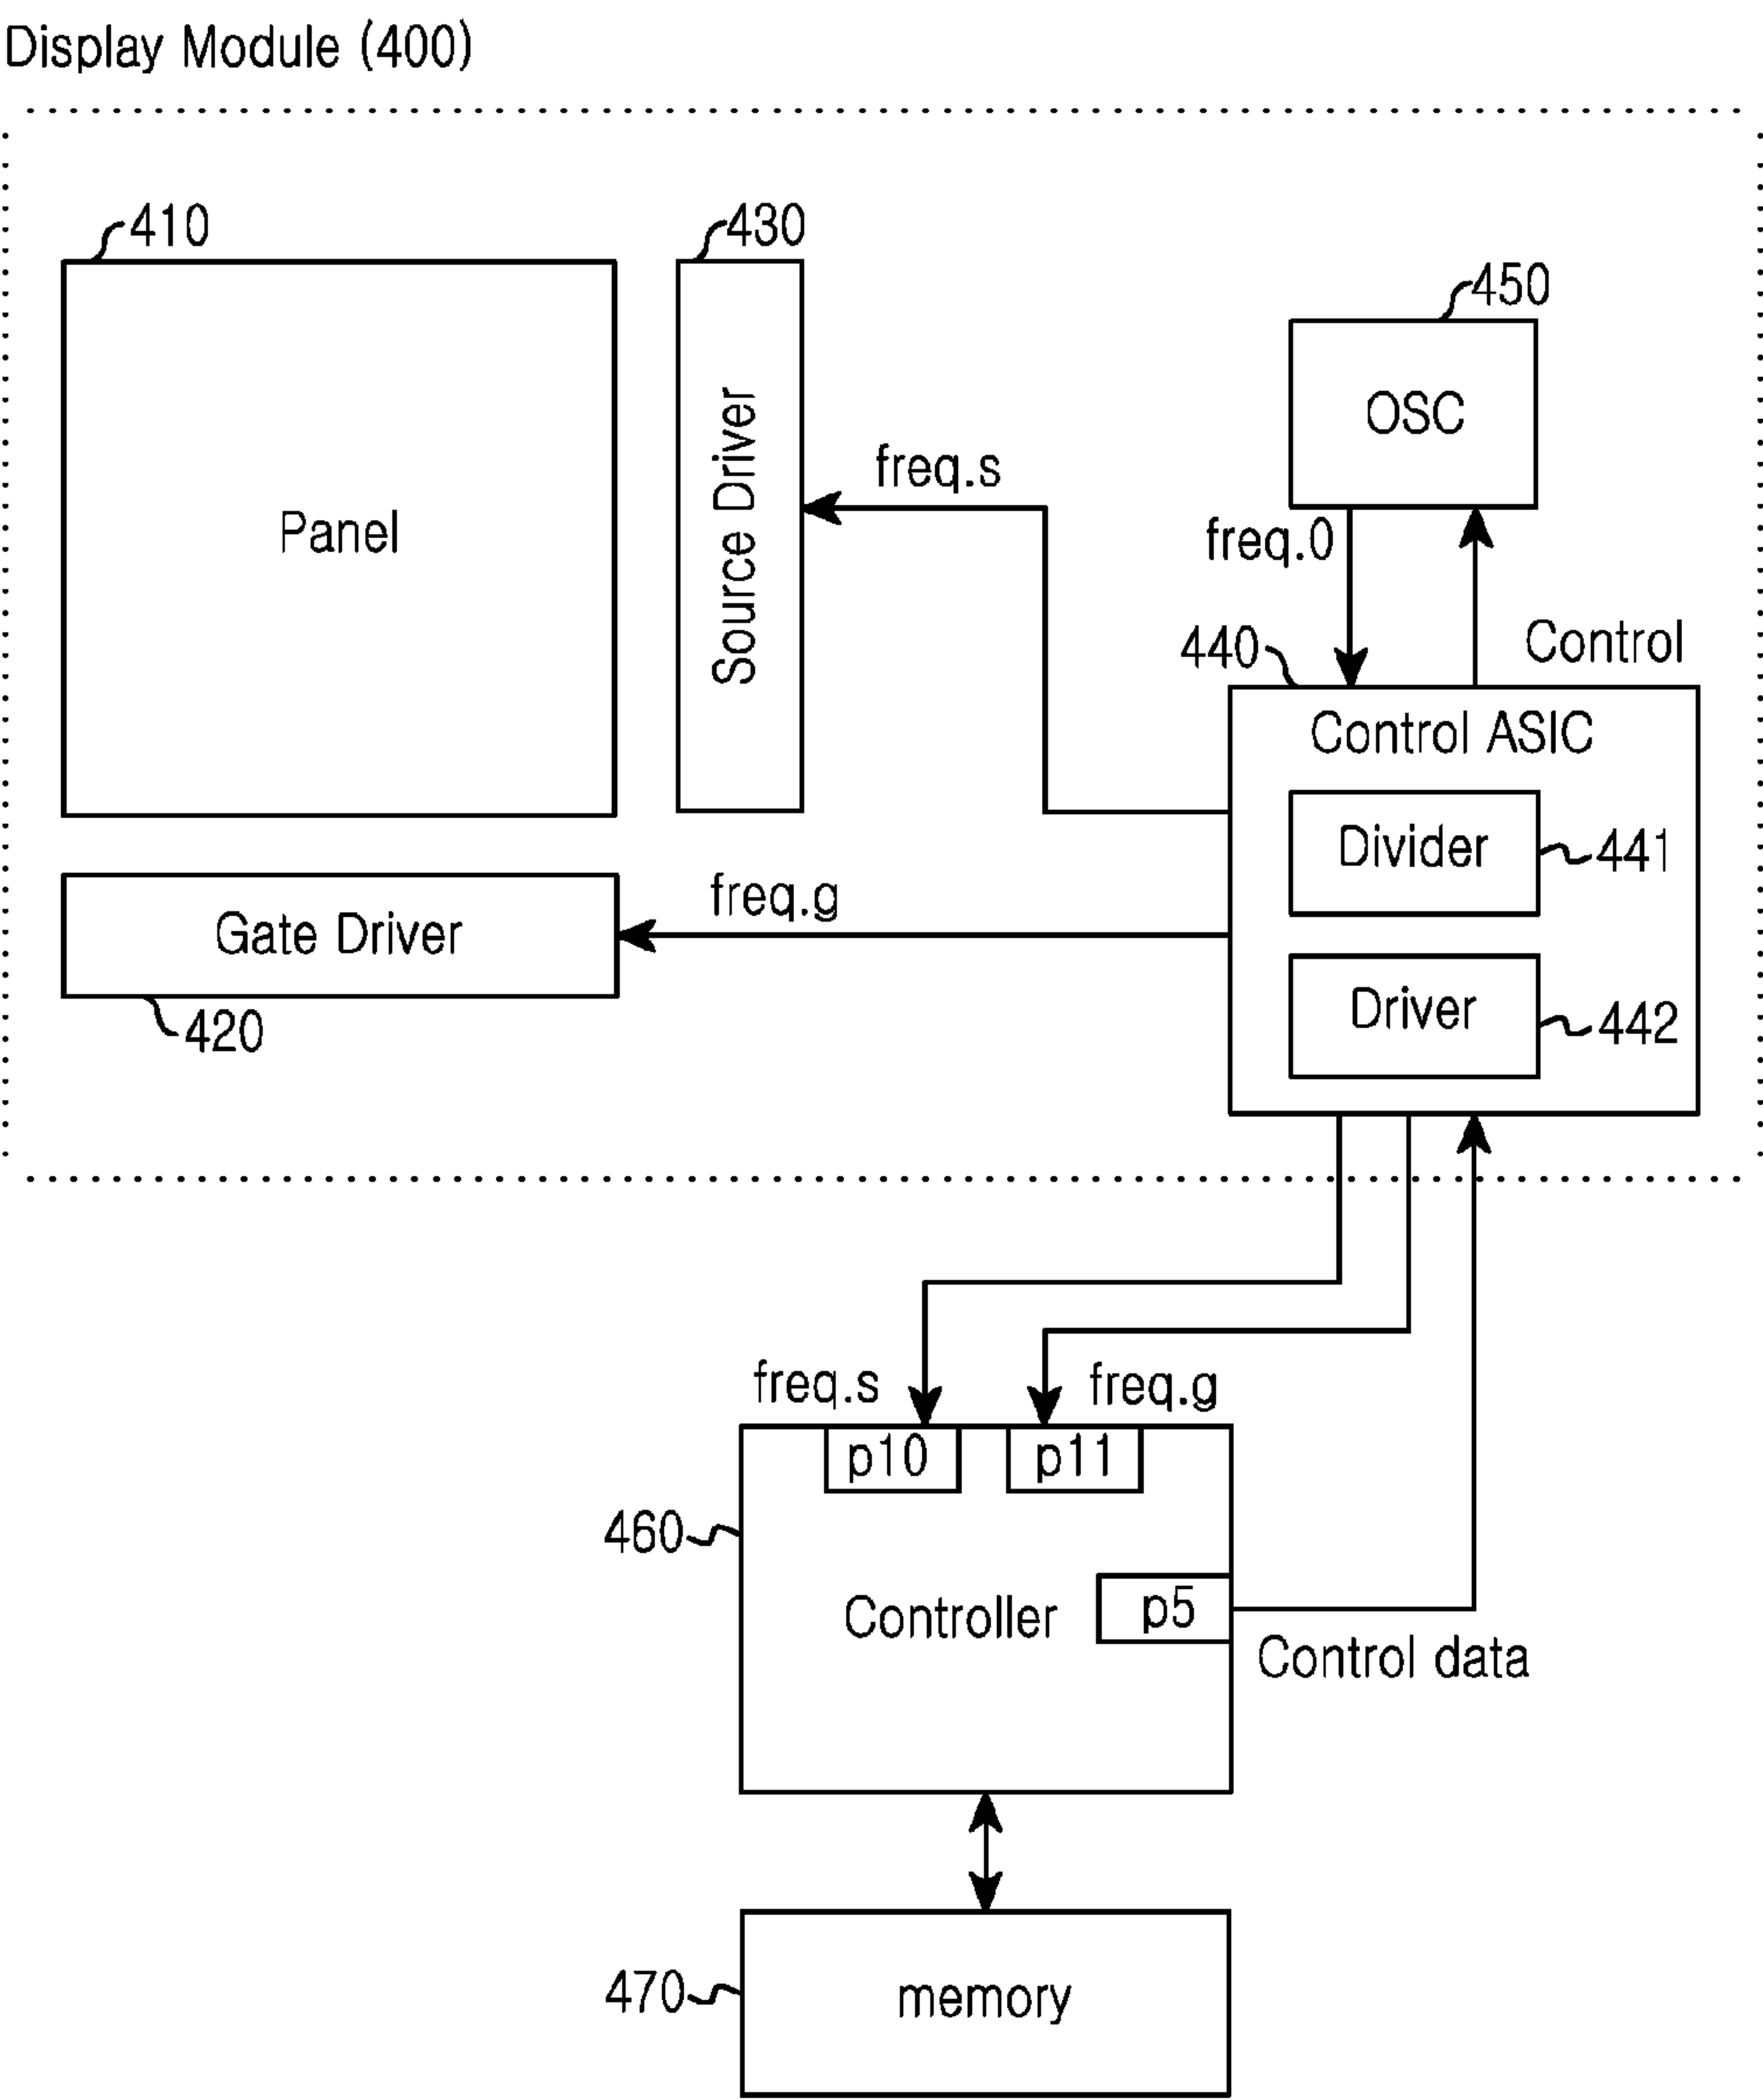 Display Module (400)
410
430
450
OSC
Source Driver
freq.s
Panel
freq.0
Control
440
Control ASIC
Divider
441
freq.g
Gate Driver
Driver
442
420
freq.s
freq.g
p10
p11
460
Controller
p5
Control data
470
memory